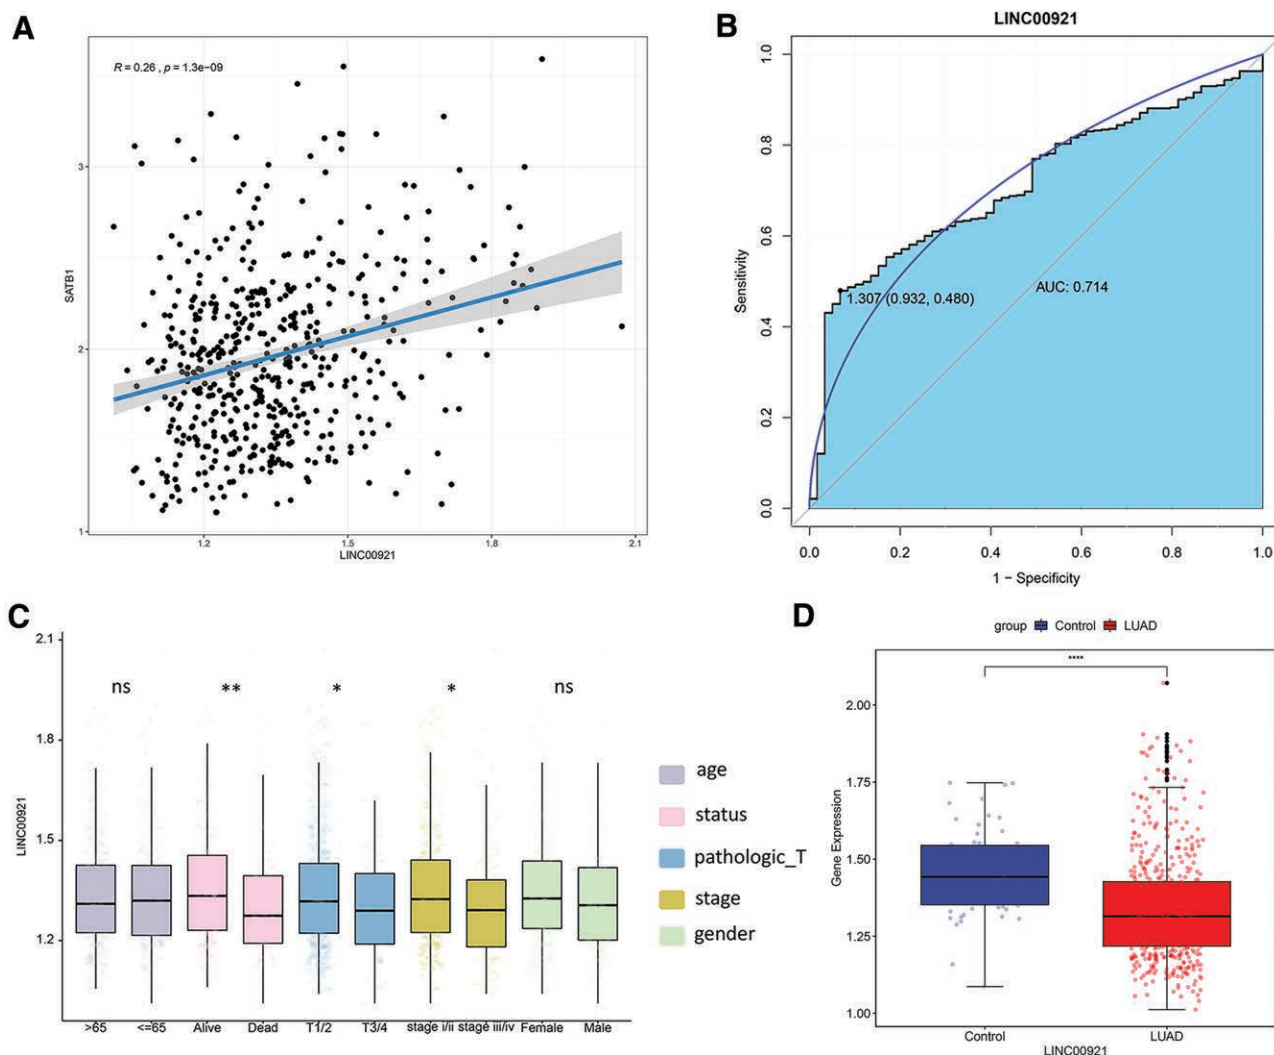 A
R = 0.26 , p = 1.3e−09
3
2
1
SATB1
1.2
1.5
1.8
2.1
LINC00921
B
LINC00921
1.0
0.8
0.6
0.4
0.2
0.0
Sensitivity
1.307 (0.932, 0.480)
AUC: 0.714
0.0
0.2
0.4
0.6
0.8
1.0
1 − Specificity
C
2.1
1.8
1.5
1.2
LINC00921
ns
**
*
*
ns
>65
<=65
Alive
Dead
T1/2
T3/4
stage i/ii
stage iii/iv
Female
Male
age
status
pathologic_T
stage
gender
D
group Control LUAD
****
2.00
1.75
1.50
1.25
1.00
Gene Expression
Control
LUAD
LINC00921